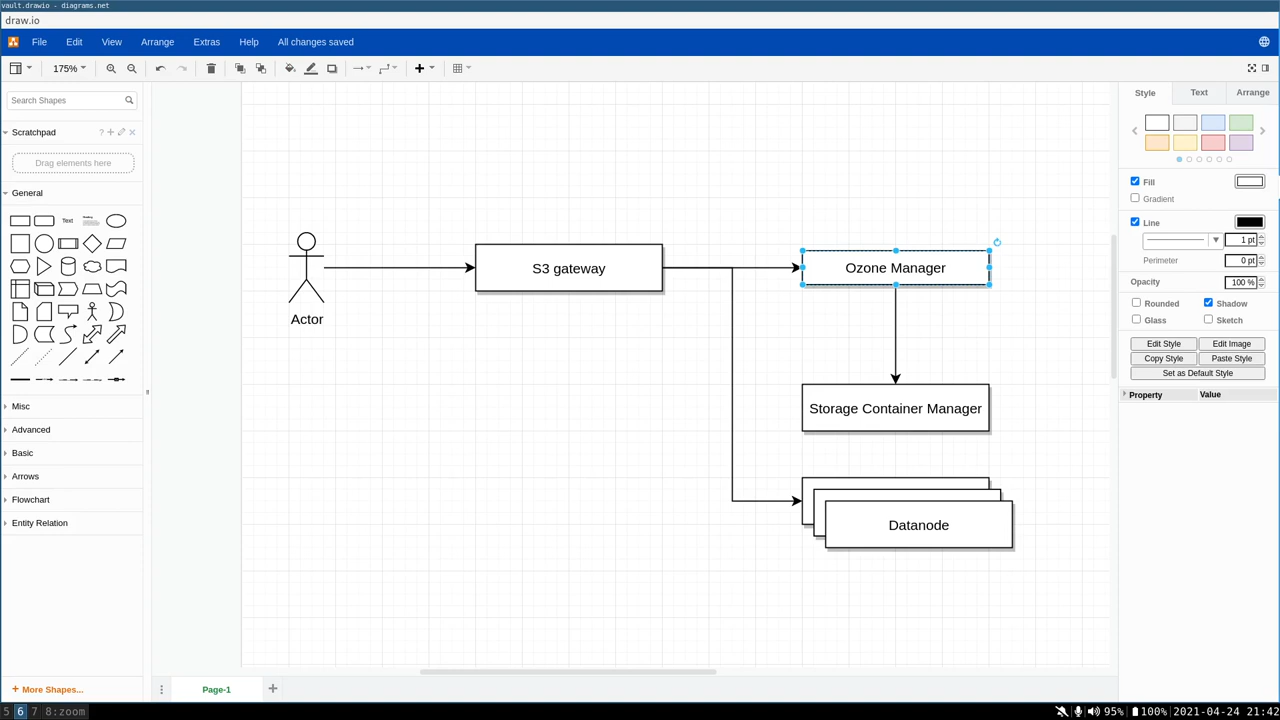 vault.drawio - diagrams.net
draw.io
File Edit View Arrange Extras Help All changes saved
175%
Search Shapes
Scratchpad
?
Drag elements here
General
Text
Misc
Advanced
Basic
Arrows
Flowchart
Entity Relation
+ More Shapes...
Actor
S3 gateway
Ozone Manager
Storage Container Manager
Datanode
Page-1
Style Text Arrange
Fill
Gradient
Line
1 pt
Perimeter 0 pt
Opacity 100 %
Rounded Shadow
Glass Sketch
Edit Style Edit Image
Copy Style Paste Style
Set as Default Style
Property Value
5 6 7 8:zoom
95% 100% 2021-04-24 21:42